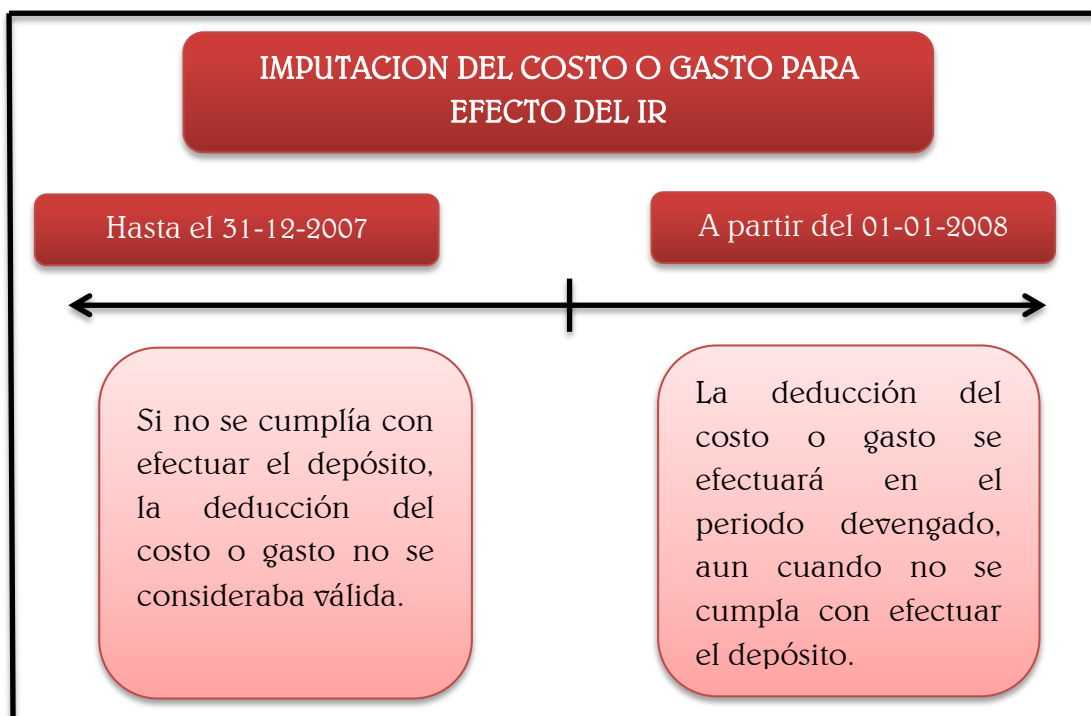 IMPUTACION DEL COSTO O GASTO PARA
EFECTO DEL IR
Hasta el 31-12-2007
A partir del 01-01-2008
Si no se cumplía con
efectuar el depósito,
la deducción del
costo o gasto no se
consideraba válida.
La deducción del
costo o gasto se
efectuará en el
periodo devengado,
aun cuando no se
cumpla con efectuar
el depósito.